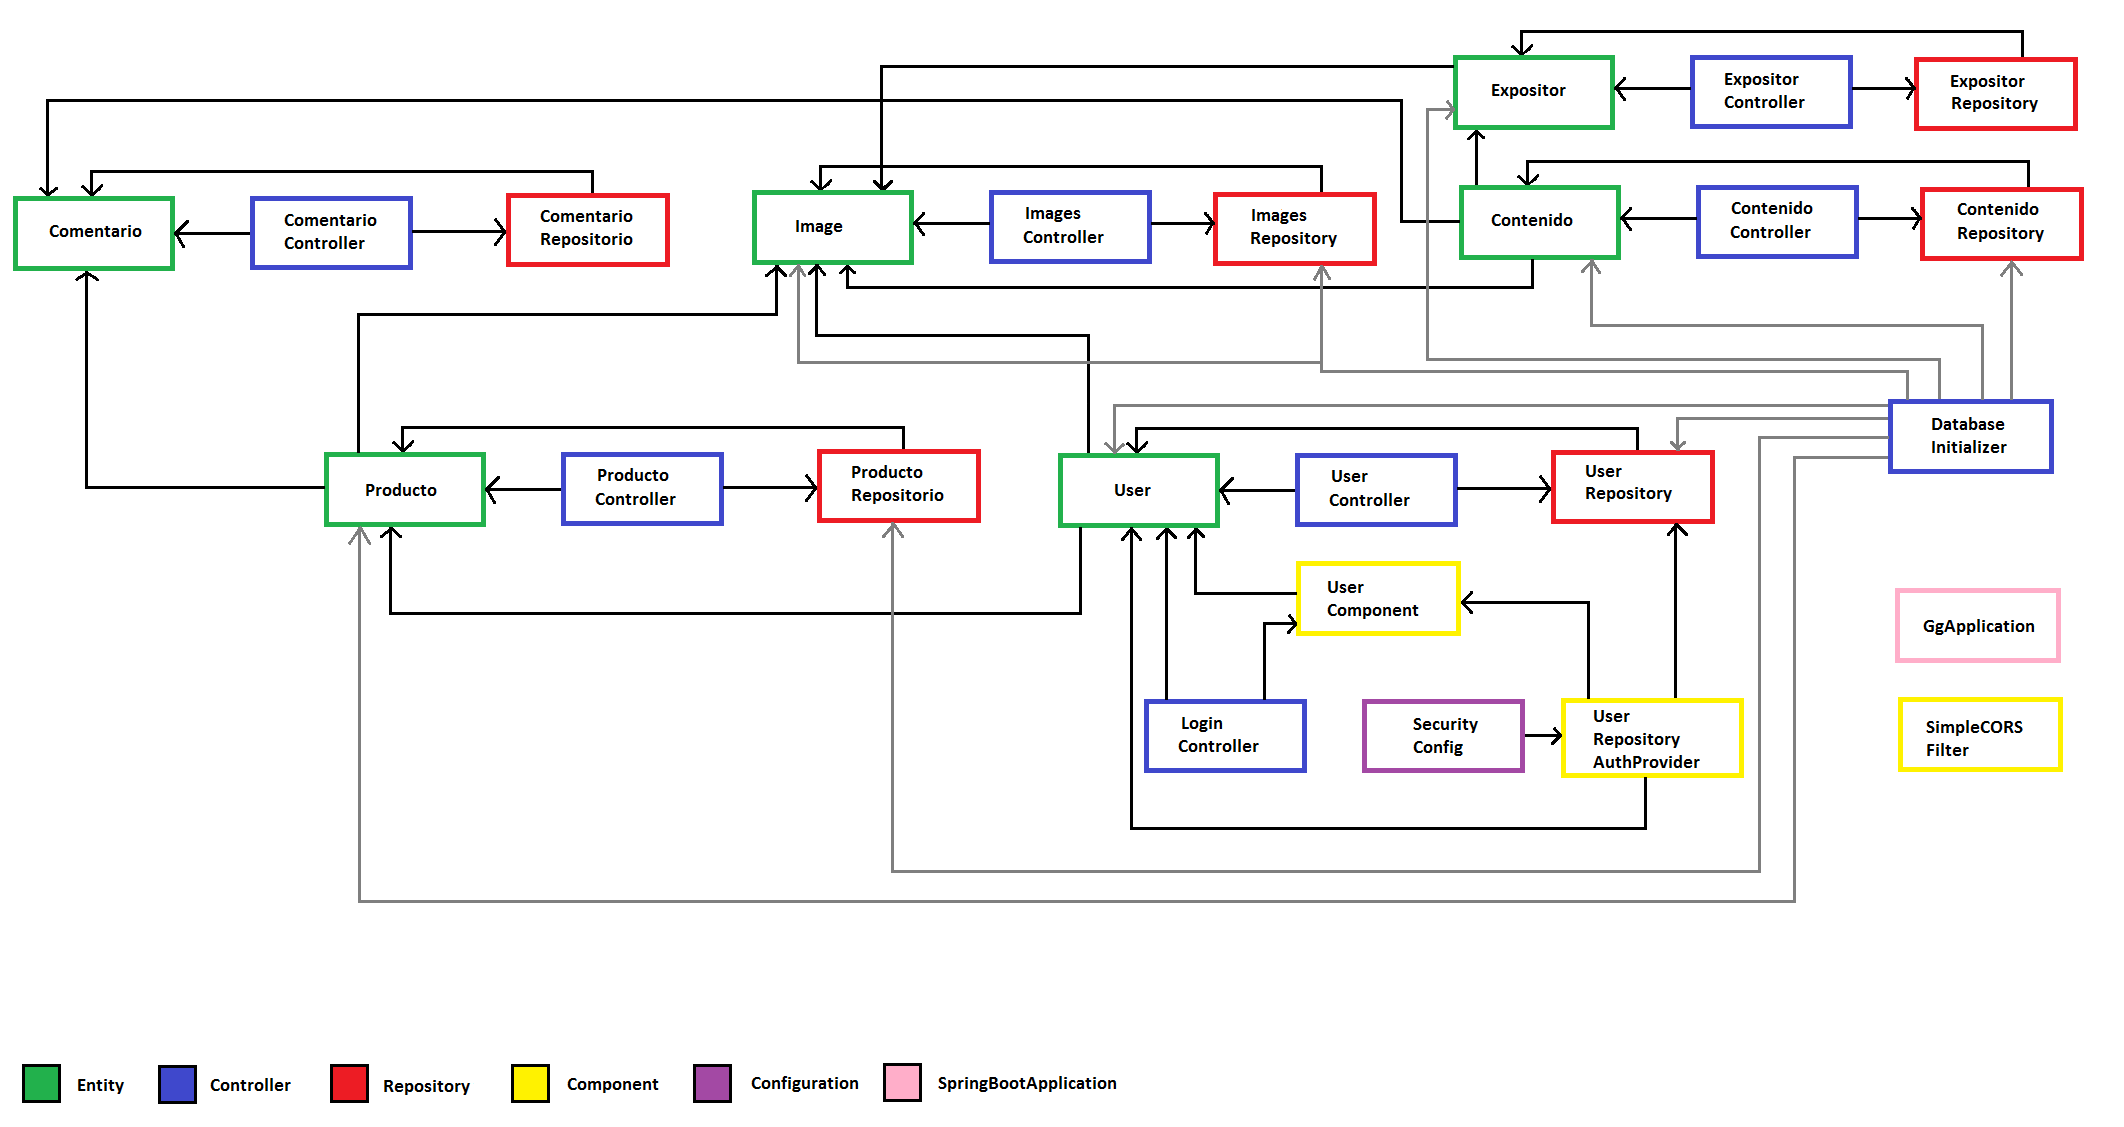 Expositor
Expositor
Controller
Expositor
Repository
Comentario
Comentario
Controller
Comentario
Repositorio
Image
Images
Controller
Images
Repository
Contenido
Contenido
Controller
Contenido
Repository
Database
Initializer
Producto
Producto
Controller
Producto
Repositorio
User
User
Controller
User
Repository
User
Component
GgApplication
Login
Controller
Security
Config
User
Repository
AuthProvider
SimpleCORS
Filter
Entity
Controller
Repository
Component
Configuration
SpringBootApplication